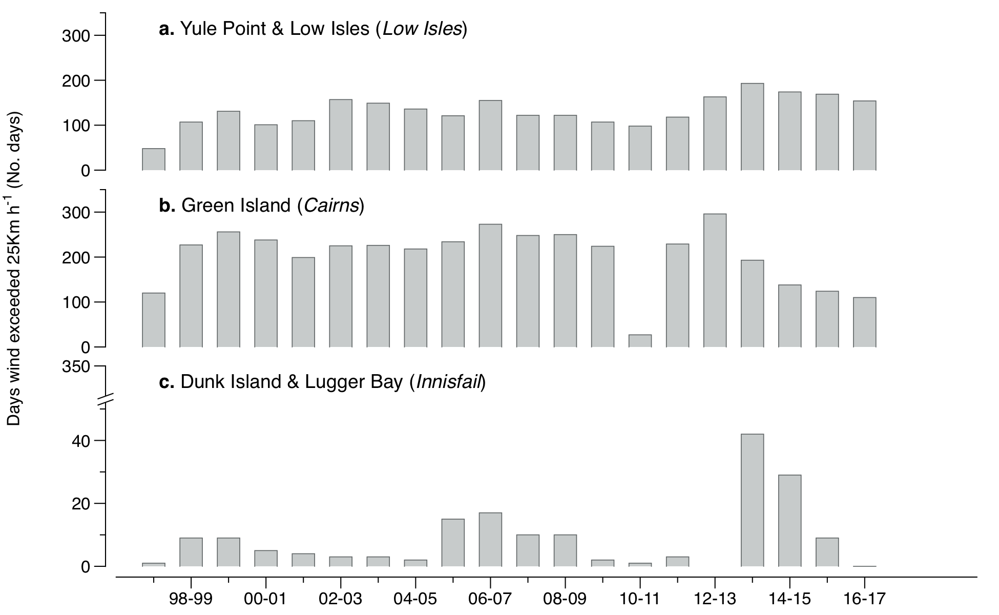 Days wind exceeded 25Km h-1 (No. days)
a. Yule Point & Low Isles (Low Isles)
300
200
100
0
b. Green Island (Cairns)
300
200
100
0
350
c. Dunk Island & Lugger Bay (Innisfail)
40
20
0
98-99 00-01 02-03 04-05 06-07 08-09 10-11 12-13 14-15 16-17